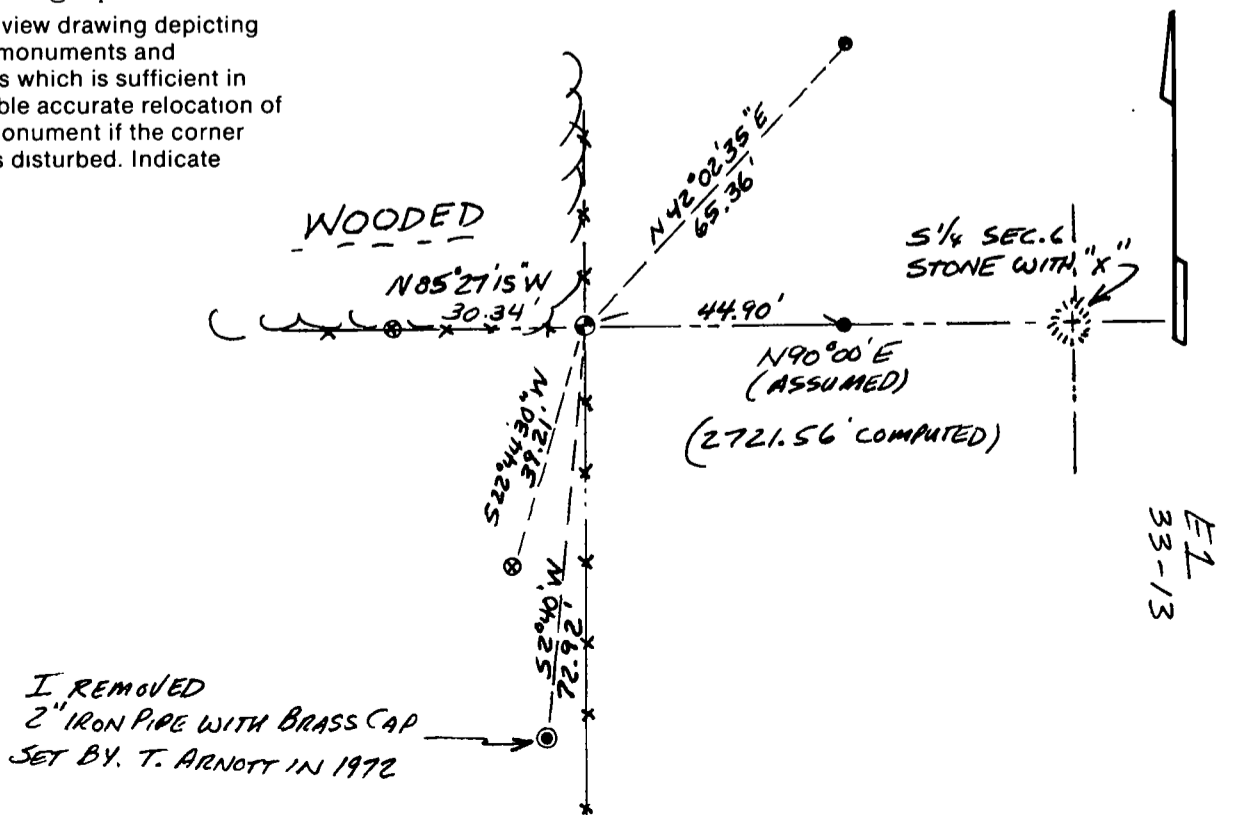 view drawing depicting
monuments and
s which is sufficient in
ble accurate relocation of
onument if the corner
s disturbed. Indicate
WOODED
N85°27'15"W
30.34'
N42°02'35"E
65.36'
S 1/4 SEC. 6
STONE WITH "X"
44.90'
N90°00'E
(ASSUMED)
(2721.56' COMPUTED)
S22°44'30"W
39.21'
S2°40'W
72.92'
I REMOVED
2" IRON PIPE WITH BRASS CAP
SET BY. T. ARNOTT IN 1972
E1
33-13